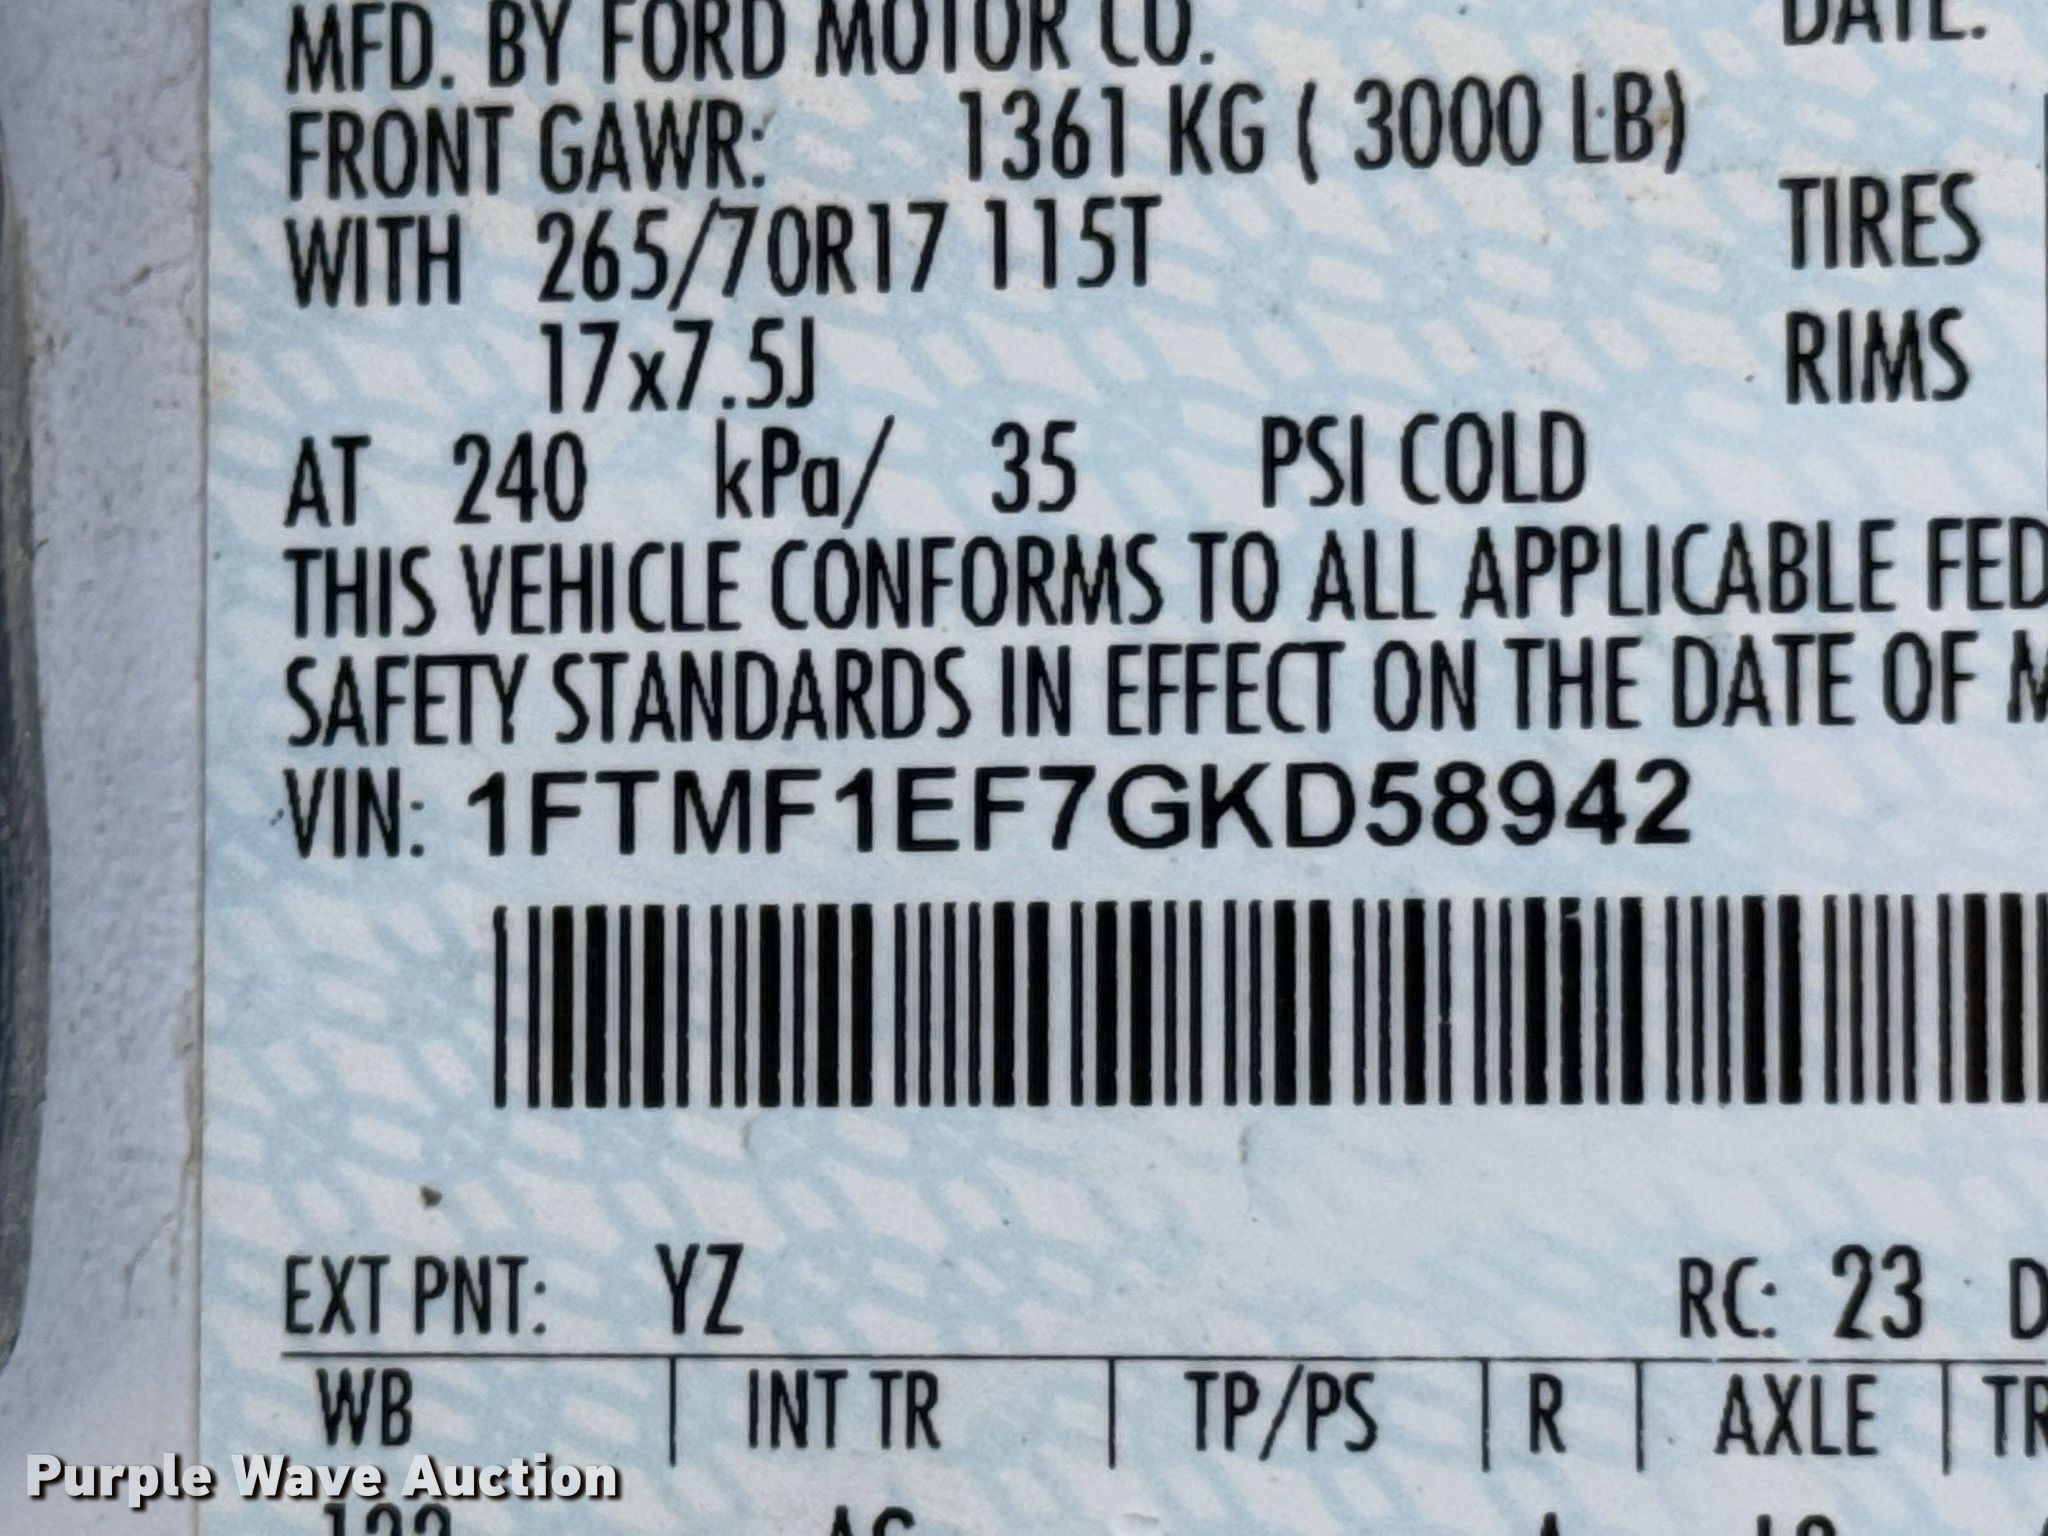 MFD. BY FORD MOTOR CO.
DATE:
FRONT GAWR: 1361 KG ( 3000 LB)
WITH 265/70R17 115T
TIRES
17x7.5J
RIMS
AT 240 kPa/ 35 PSI COLD
THIS VEHICLE CONFORMS TO ALL APPLICABLE FED
SAFETY STANDARDS IN EFFECT ON THE DATE OF M
VIN: 1FTMF1EF7GKD58942
EXT PNT: YZ RC: 23 D
WB INT TR TP/PS R AXLE TR
Purple Wave Auction